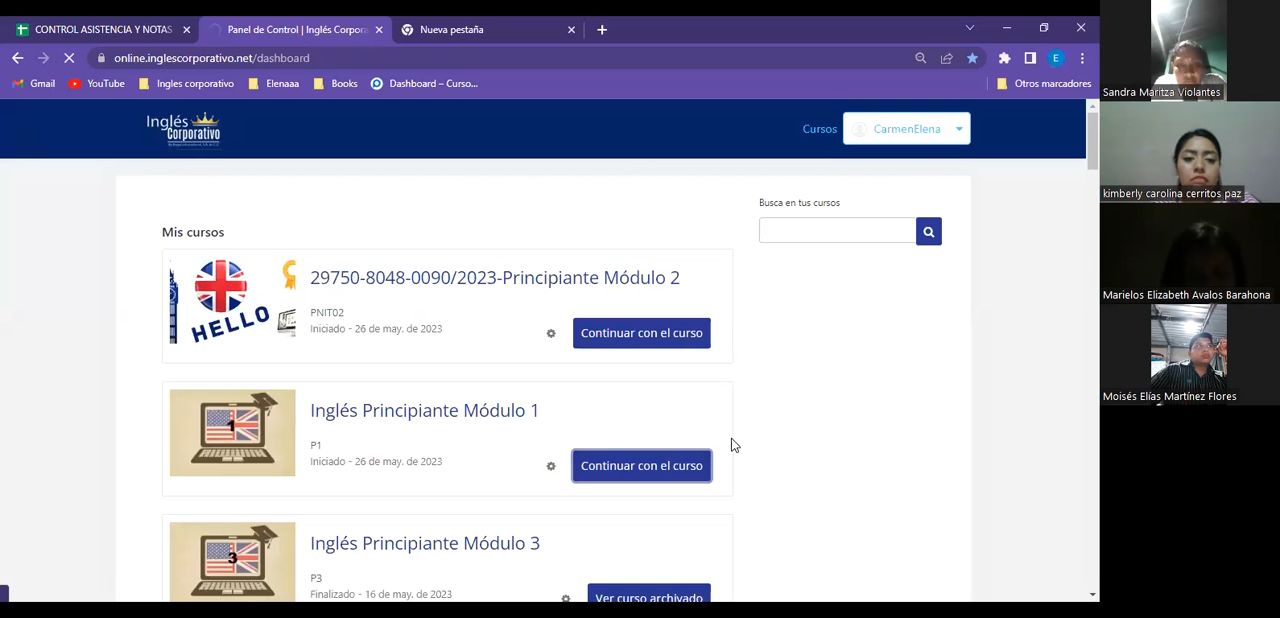 CONTROL ASISTENCIA Y NOTAS
Panel de Control | Inglés Corpora
Nueva pestaña
online.inglescorporativo.net/dashboard
E
Gmail
YouTube
Ingles corporativo
Elenaaa
Books
Dashboard – Curso...
Otros marcadores
Inglés
Corporativo
Cursos
CarmenElena
Mis cursos
Busca en tus cursos
HELLO
29750-8048-0090/2023-Principiante Módulo 2
PNIT02
Iniciado - 26 de may. de 2023
Continuar con el curso
1
Inglés Principiante Módulo 1
P1
Iniciado - 26 de may. de 2023
Continuar con el curso
3
Inglés Principiante Módulo 3
P3
Finalizado - 16 de may. de 2023
Ver curso archivado
Sandra Maritza Violantes
kimberly carolina cerritos paz
Marielos Elizabeth Avalos Barahona
Moisés Elías Martínez Flores